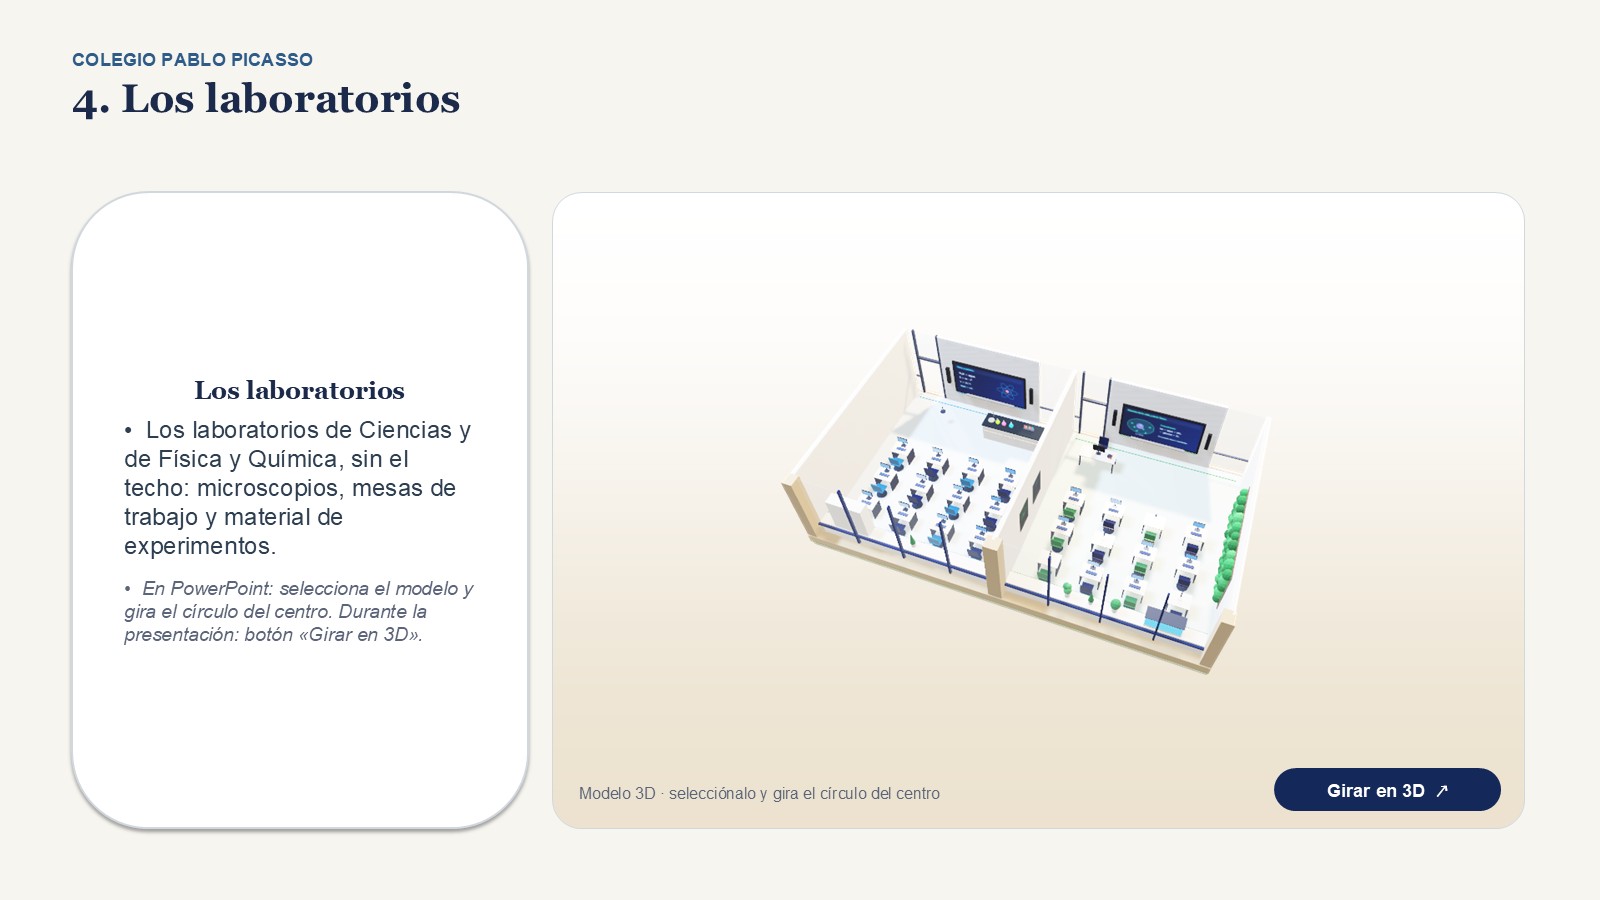 COLEGIO PABLO PICASSO
4. Los laboratorios
Los laboratorios
• Los laboratorios de Ciencias y
de Física y Química, sin el
techo: microscopios, mesas de
trabajo y material de
experimentos.
• En PowerPoint: selecciona el modelo y
gira el círculo del centro. Durante la
presentación: botón «Girar en 3D».
Modelo 3D · selecciónalo y gira el círculo del centro
Girar en 3D ↗